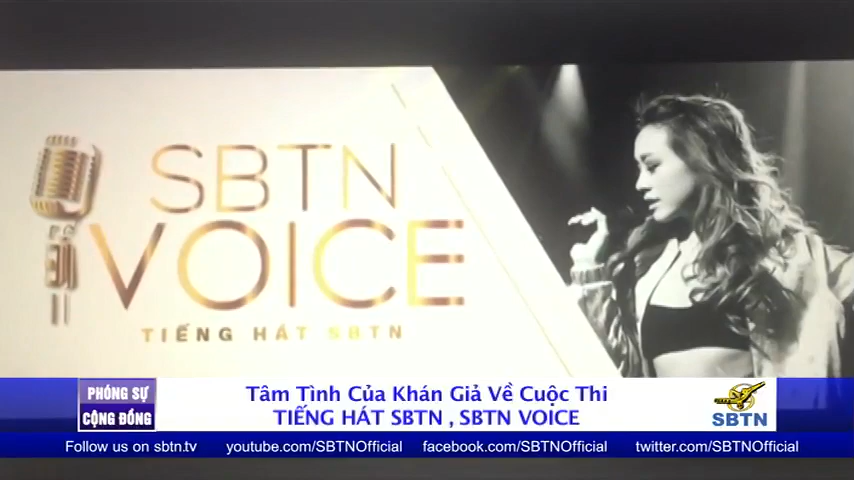 SBTN
VOICE
TIẾNG HÁT SBTN
PHÓNG SỰ
CỘNG ĐỒNG
Tâm Tình Của Khán Giả Về Cuộc Thi
TIẾNG HÁT SBTN , SBTN VOICE
SBTN
Follow us on sbtn.tv youtube.com/SBTNOfficial facebook.com/SBTNOfficial twitter.com/SBTNOfficial